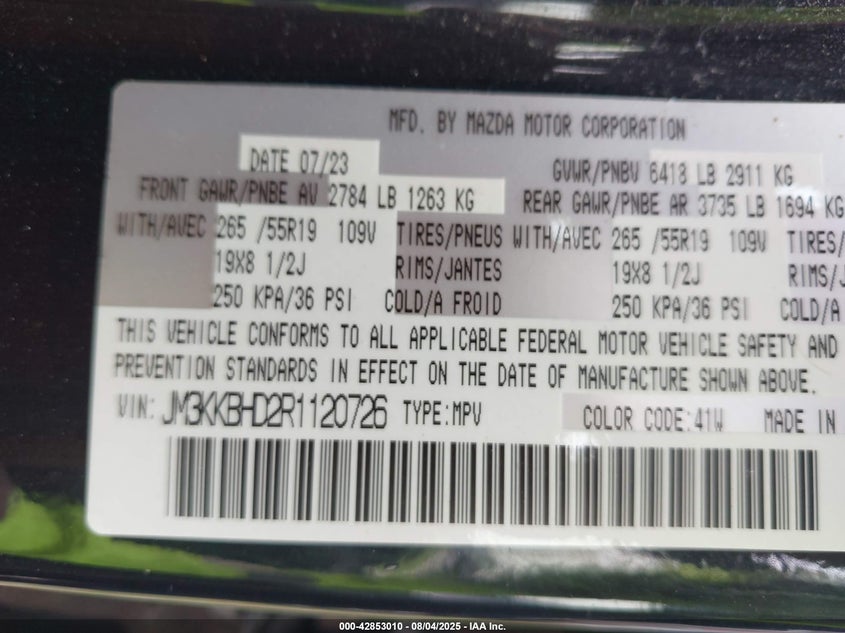 MFD. BY MAZDA MOTOR CORPORATION
DATE 07/23 GVWR/PNBV 6418 LB 2911 KG
FRONT GAWR/PNBE AV 2784 LB 1263 KG REAR GAWR/PNBE AR 3735 LB 1694 KG
WITH/AVEC 265 /55R19 109V TIRES/PNEUS WITH/AVEC 265 /55R19 109V TIRES/
19X8 1/2J RIMS/JANTES 19X8 1/2J RIMS/J
250 KPA/36 PSI COLD/A FROID 250 KPA/36 PSI COLD/A
THIS VEHICLE CONFORMS TO ALL APPLICABLE FEDERAL MOTOR VEHICLE SAFETY AND
PREVENTION STANDARDS IN EFFECT ON THE DATE OF MANUFACTURE SHOWN ABOVE.
VIN: JM3KKBHD2R1120726 TYPE:MPV COLOR CODE:41W MADE IN
000-42853010 - 08/04/2025 - IAA Inc.